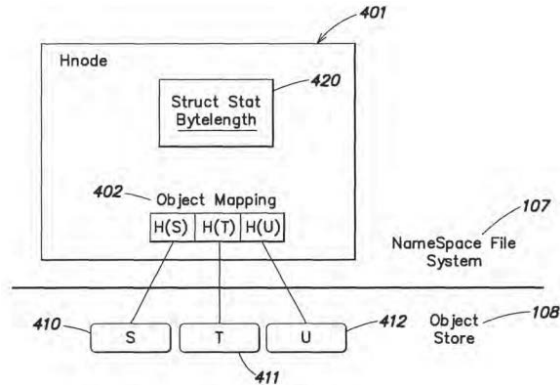 401
Hnode
420
Struct Stat
Bytelength
402
Object Mapping
H(S) H(T) H(U)
107
NameSpace File
System
410 S T U 412
411
Object
Store
108